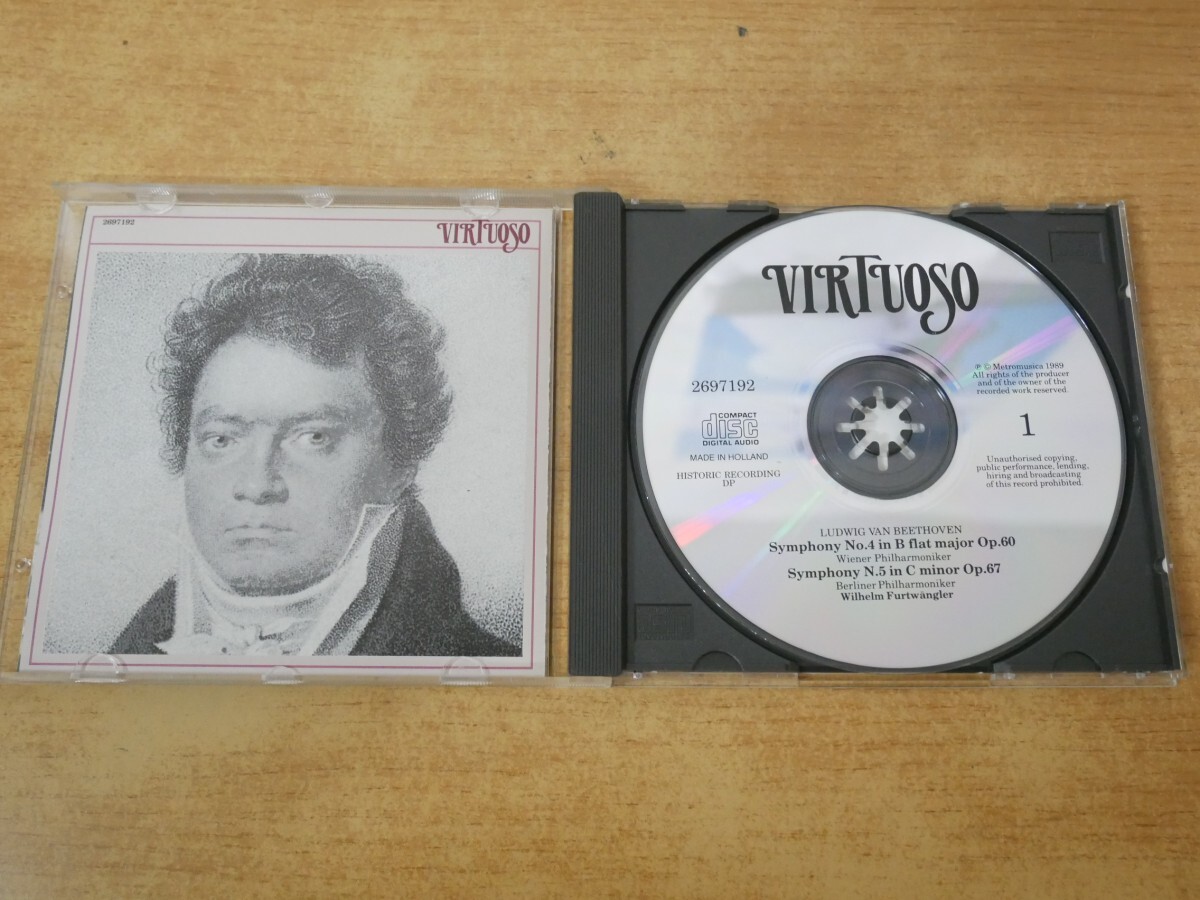 2697192
VIRTUOSO
VIRTUOSO
2697192
COMPACT
disc
DIGITAL AUDIO
MADE IN HOLLAND
HISTORIC RECORDING
DP
℗ © Metromusica 1989
All rights of the producer
and of the owner of the
recorded work reserved.
1
Unauthorised copying,
public performance, lending,
hiring and broadcasting
of this record prohibited.
LUDWIG VAN BEETHOVEN
Symphony No.4 in B flat major Op.60
Wiener Philharmoniker
Symphony N.5 in C minor Op.67
Berliner Philharmoniker
Wilhelm Furtwängler